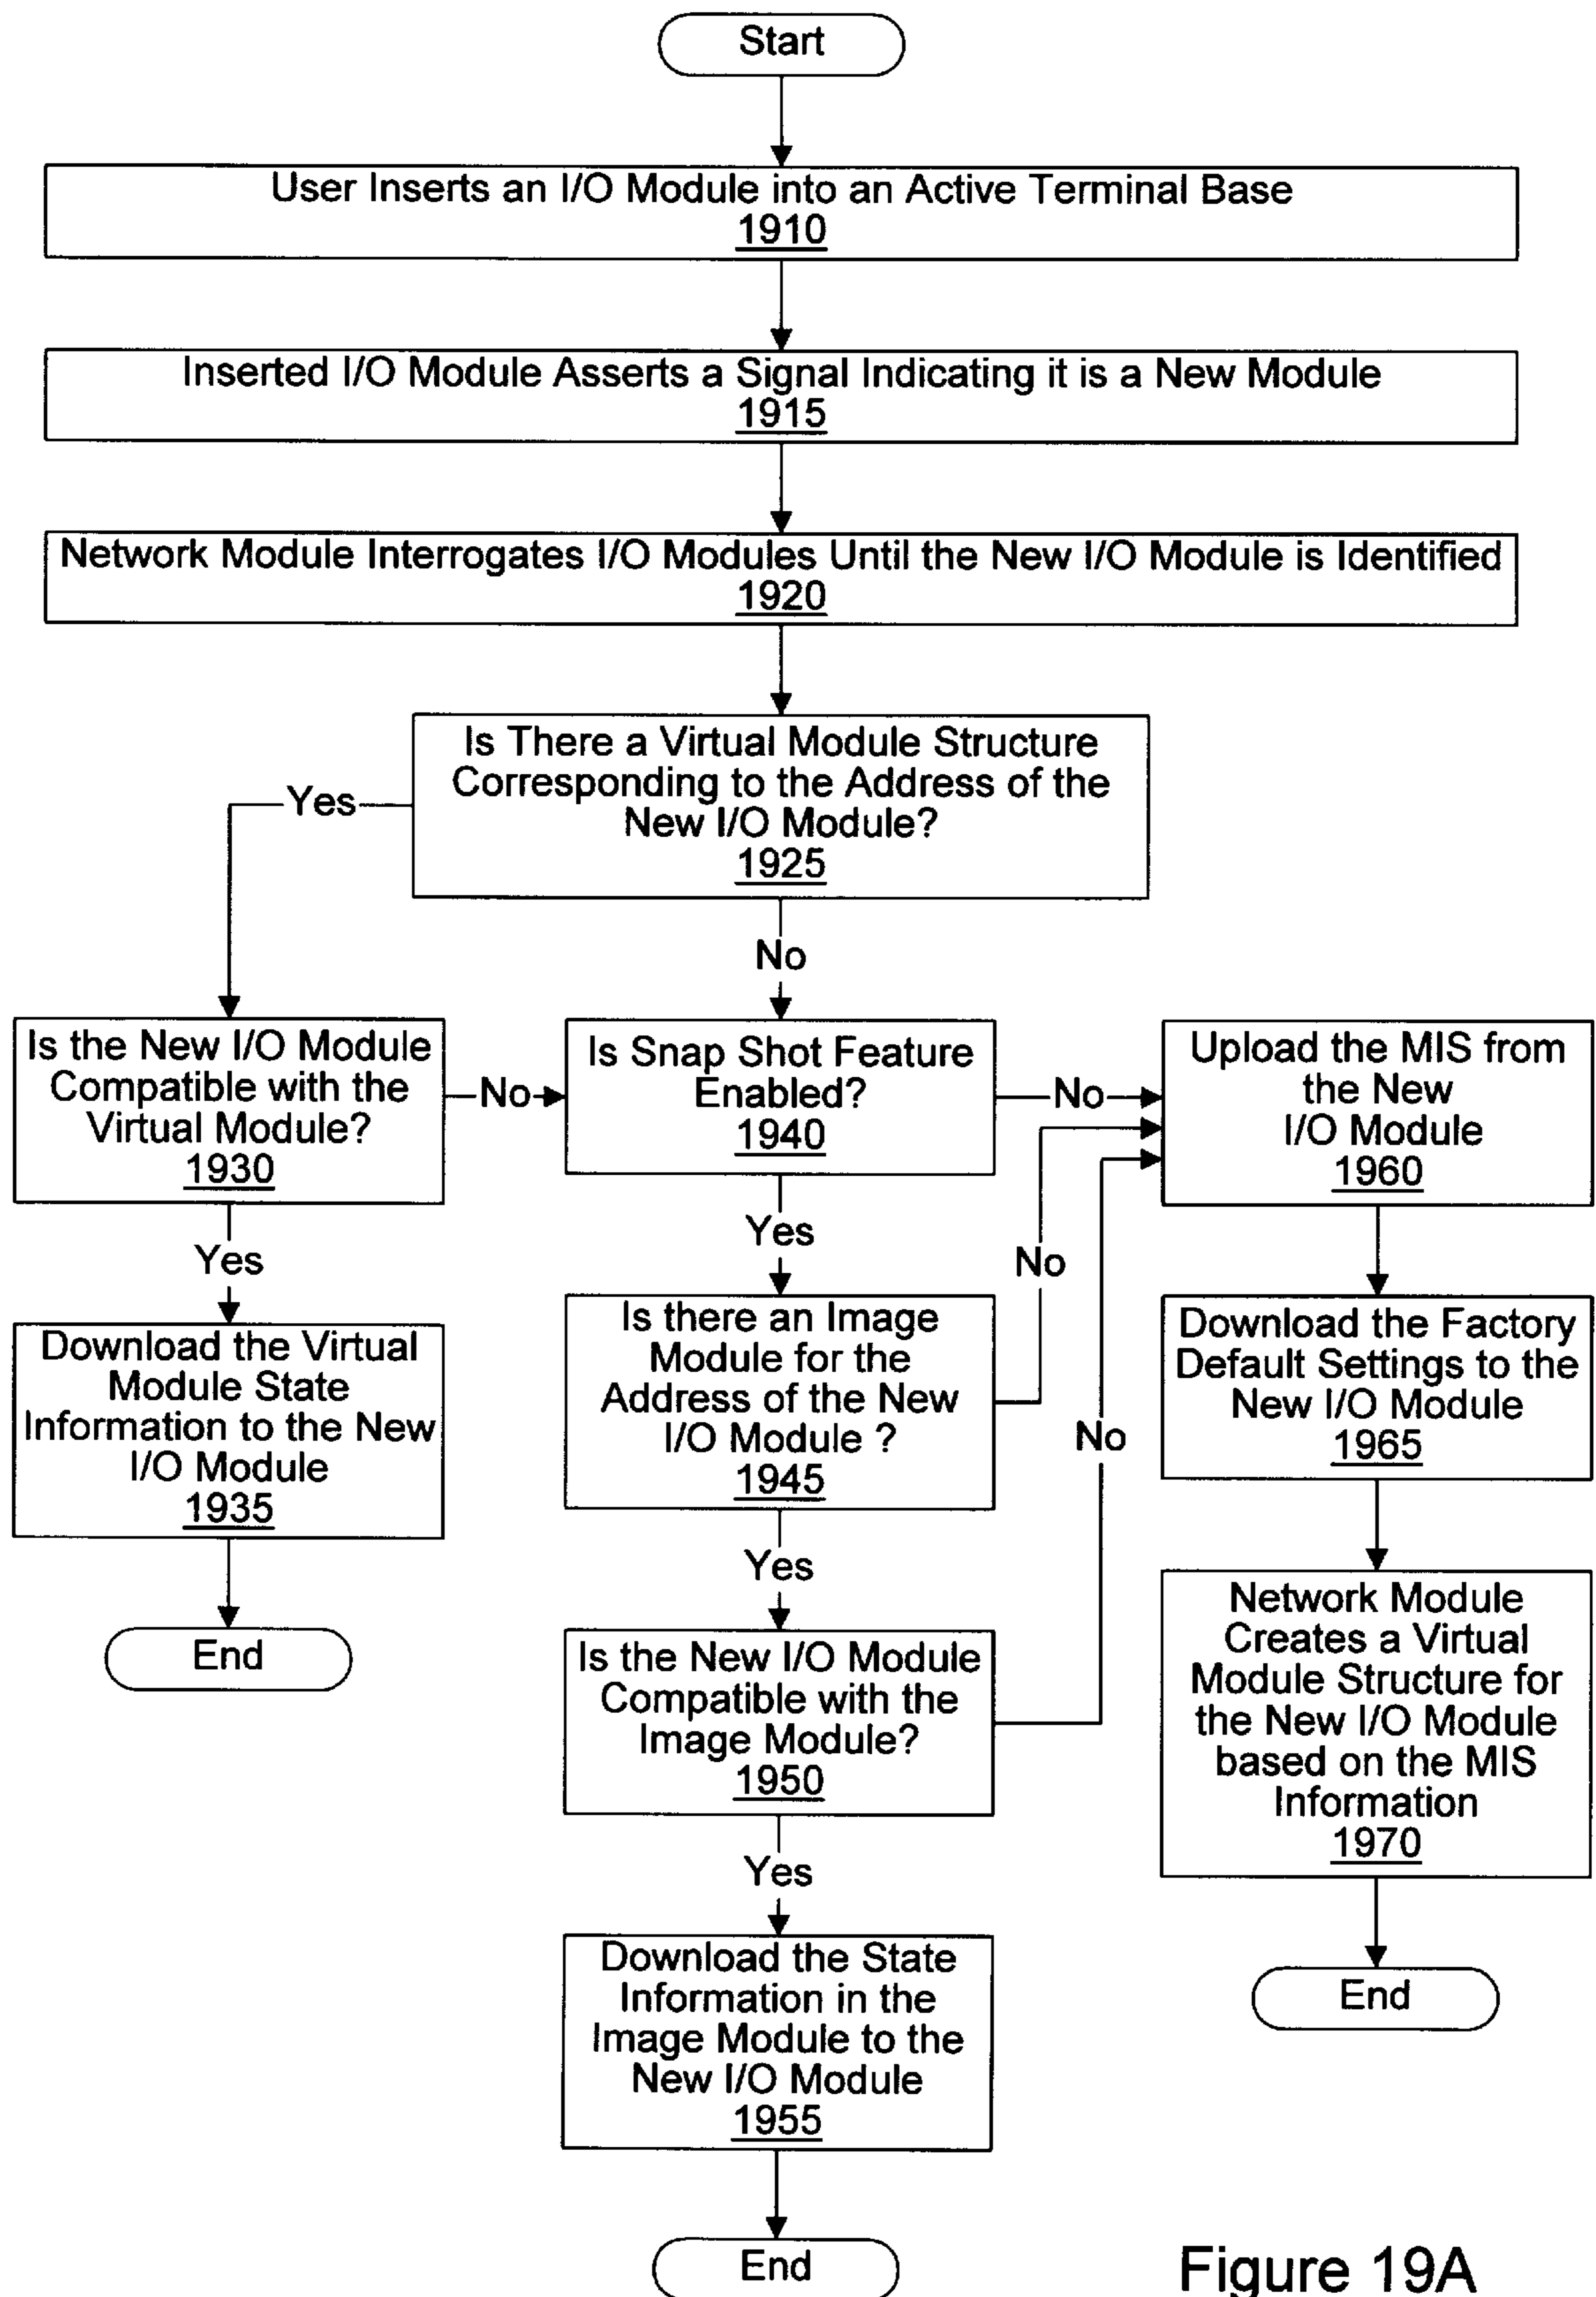 Start
User Inserts an I/O Module into an Active Terminal Base
1910
Inserted I/O Module Asserts a Signal Indicating it is a New Module
1915
Network Module Interrogates I/O Modules Until the New I/O Module is Identified
1920
Is There a Virtual Module Structure
Corresponding to the Address of the
New I/O Module?
1925
Yes
No
Is the New I/O Module
Compatible with the
Virtual Module?
1930
No
Yes
Download the Virtual
Module State
Information to the New
I/O Module
1935
End
Is Snap Shot Feature
Enabled?
1940
No
Yes
Is there an Image
Module for the
Address of the New
I/O Module ?
1945
No
Yes
Is the New I/O Module
Compatible with the
Image Module?
1950
No
Yes
Download the State
Information in the
Image Module to the
New I/O Module
1955
End
Upload the MIS from
the New
I/O Module
1960
Download the Factory
Default Settings to the
New I/O Module
1965
Network Module
Creates a Virtual
Module Structure for
the New I/O Module
based on the MIS
Information
1970
End
Figure 19A